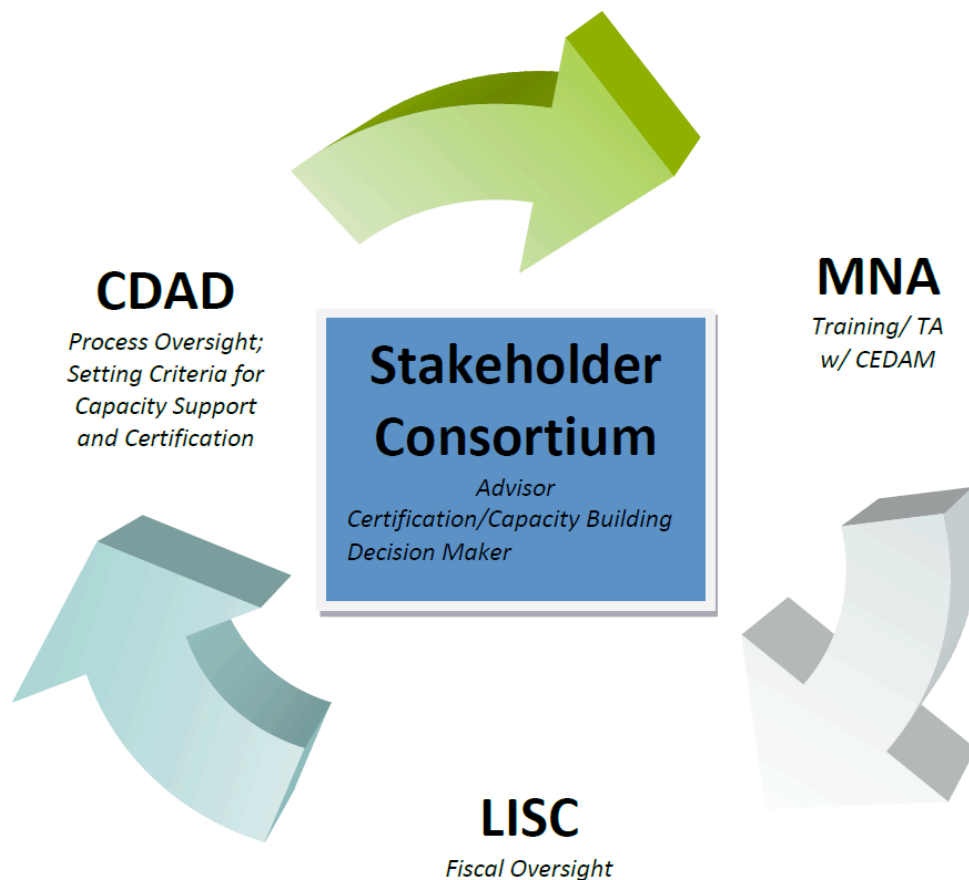 CDAD
Process Oversight;
Setting Criteria for
Capacity Support
and Certification
MNA
Training/ TA
w/ CEDAM
Stakeholder
Consortium
Advisor
Certification/Capacity Building
Decision Maker
LISC
Fiscal Oversight